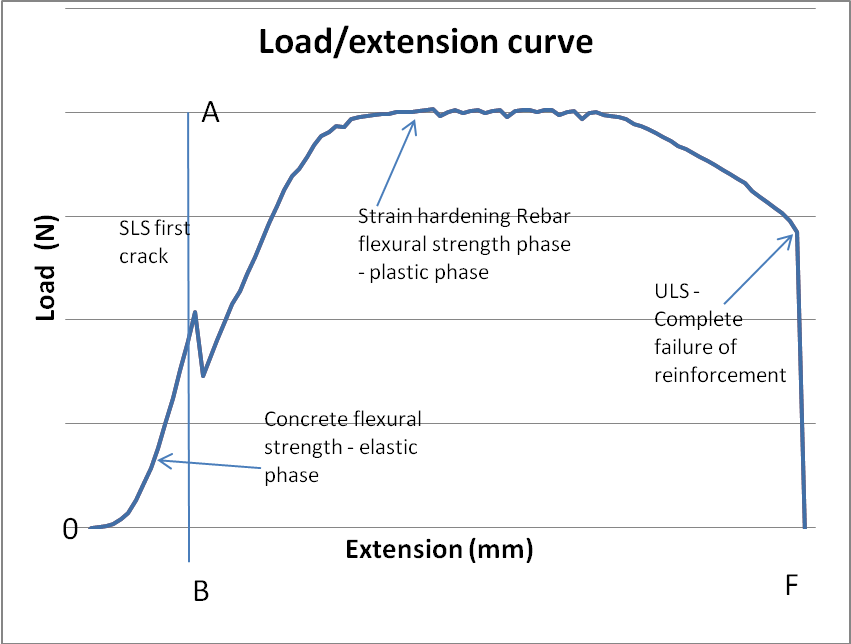 Load/extension curve
A
SLS first
crack
Strain hardening Rebar
flexural strength phase
- plastic phase
Load (N)
ULS -
Complete
failure of
reinforcement
Concrete flexural
strength - elastic
phase
0
Extension (mm)
B
F